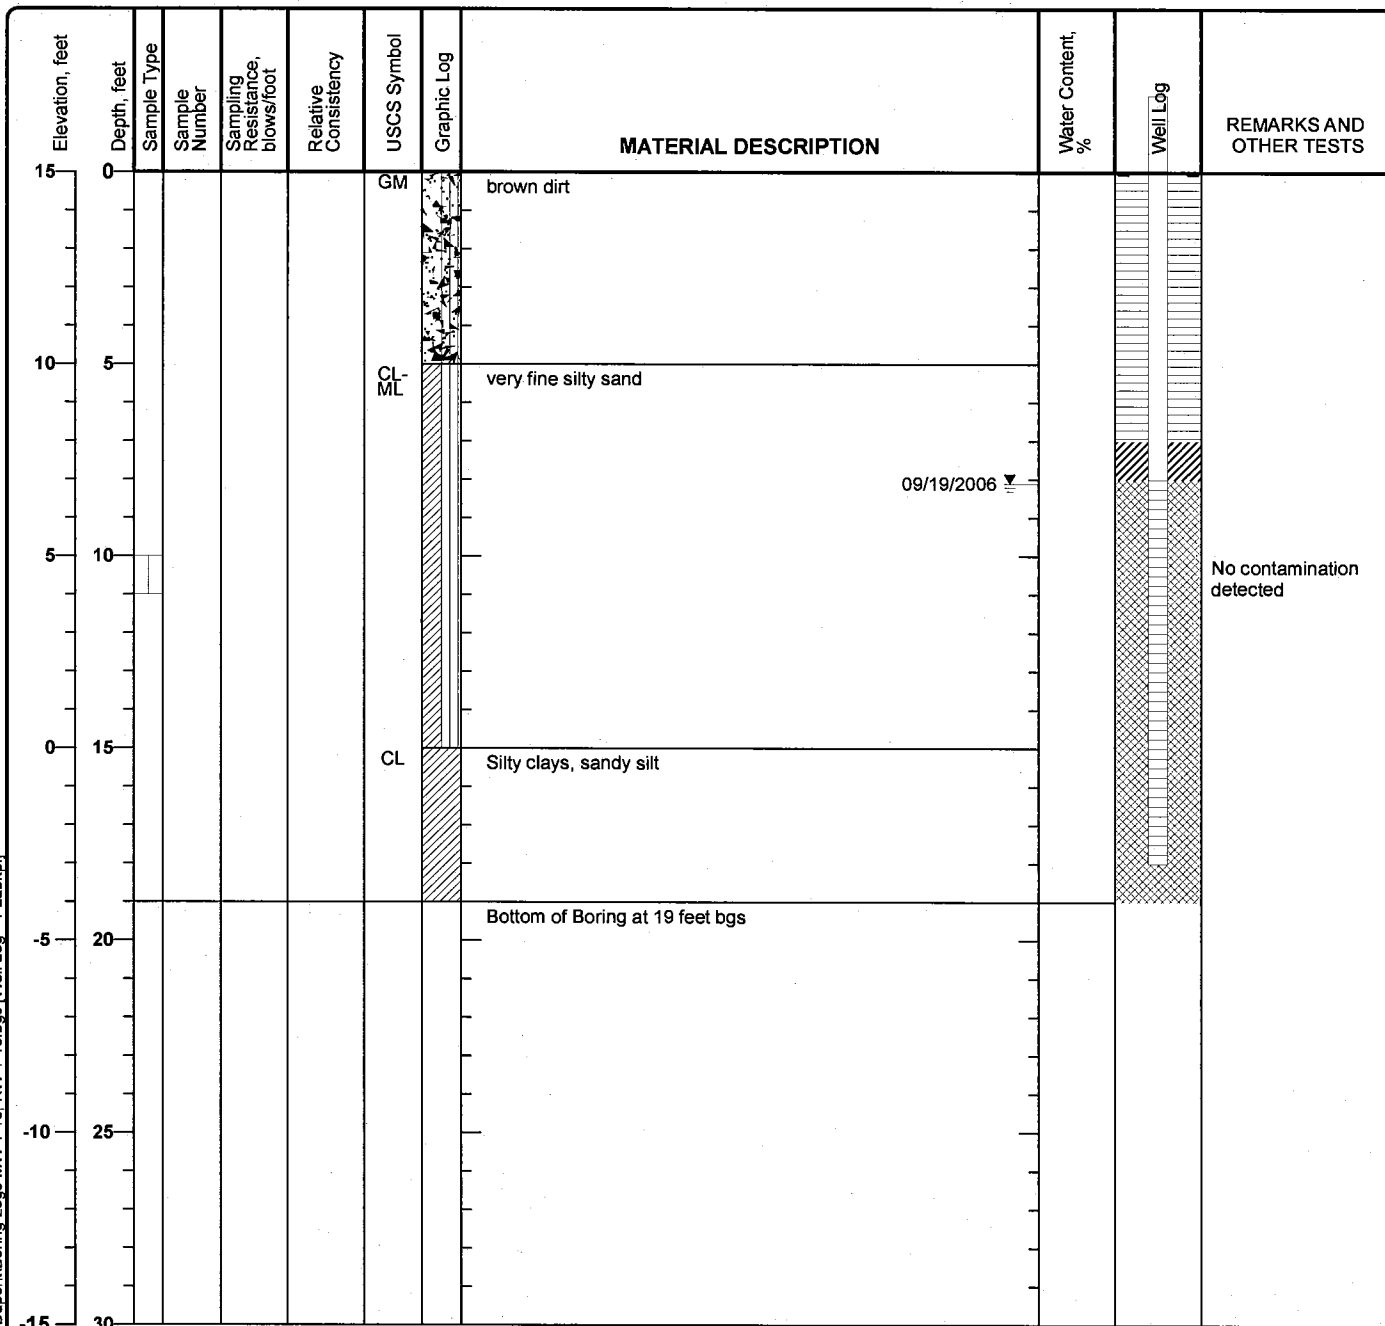 Elevation, feet
Depth, feet
Sample Type
Sample
Number
Sampling
Resistance,
blows/foot
Relative
Consistency
USCS Symbol
Graphic Log
MATERIAL DESCRIPTION
Water Content,
%
Well Log
REMARKS AND
OTHER TESTS
15 0
GM brown dirt
10 5
CL-
ML
very fine silty sand
09/19/2006
5 10
No contamination
detected
0 15
CL Silty clays, sandy silt
Bottom of Boring at 19 feet bgs
-5 20
-10 25
-15 30